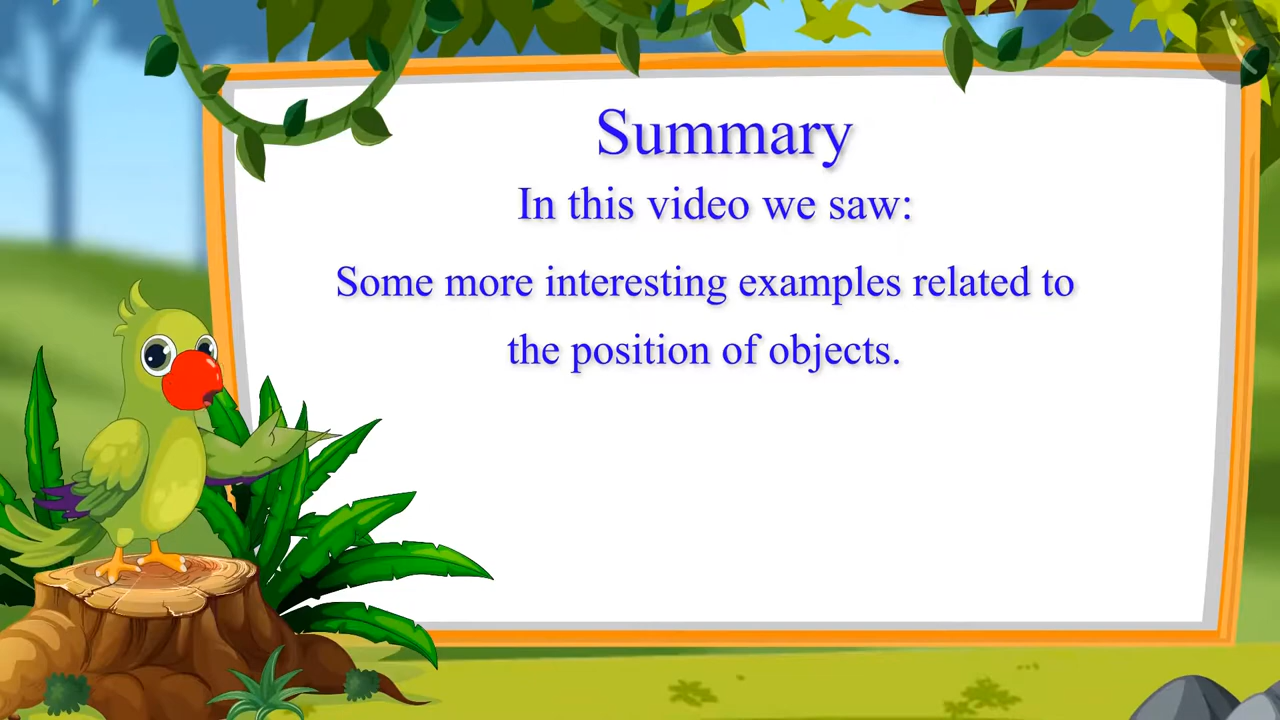 Summary
In this video we saw:
Some more interesting examples related to
the position of objects.